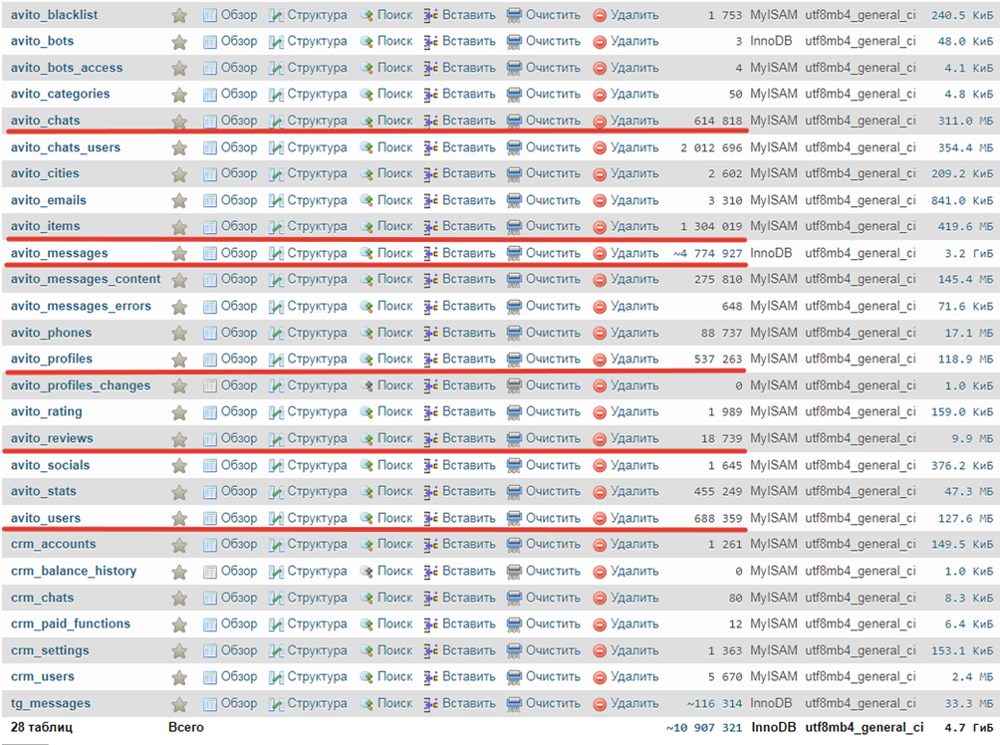 avito_blacklist Обзор Структура Поиск Вставить Очистить Удалить 1 753 MyISAM utf8mb4_general_ci 240.5 КиБ
avito_bots Обзор Структура Поиск Вставить Очистить Удалить 3 InnoDB utf8mb4_general_ci 48.0 КиБ
avito_bots_access Обзор Структура Поиск Вставить Очистить Удалить 4 MyISAM utf8mb4_general_ci 4.1 КиБ
avito_categories Обзор Структура Поиск Вставить Очистить Удалить 50 MyISAM utf8mb4_general_ci 4.8 КиБ
avito_chats Обзор Структура Поиск Вставить Очистить Удалить 614 818 MyISAM utf8mb4_general_ci 311.0 МБ
avito_chats_users Обзор Структура Поиск Вставить Очистить Удалить 2 012 696 MyISAM utf8mb4_general_ci 354.4 МБ
avito_cities Обзор Структура Поиск Вставить Очистить Удалить 2 602 MyISAM utf8mb4_general_ci 209.2 КиБ
avito_emails Обзор Структура Поиск Вставить Очистить Удалить 3 310 MyISAM utf8mb4_general_ci 841.0 КиБ
avito_items Обзор Структура Поиск Вставить Очистить Удалить 1 304 019 MyISAM utf8mb4_general_ci 419.6 МБ
avito_messages Обзор Структура Поиск Вставить Очистить Удалить ~4 774 927 InnoDB utf8mb4_general_ci 3.2 ГиБ
avito_messages_content Обзор Структура Поиск Вставить Очистить Удалить 275 810 MyISAM utf8mb4_general_ci 145.4 МБ
avito_messages_errors Обзор Структура Поиск Вставить Очистить Удалить 648 MyISAM utf8mb4_general_ci 71.6 КиБ
avito_phones Обзор Структура Поиск Вставить Очистить Удалить 88 737 MyISAM utf8mb4_general_ci 17.1 МБ
avito_profiles Обзор Структура Поиск Вставить Очистить Удалить 537 263 MyISAM utf8mb4_general_ci 118.9 МБ
avito_profiles_changes Обзор Структура Поиск Вставить Очистить Удалить 0 MyISAM utf8mb4_general_ci 1.0 КиБ
avito_rating Обзор Структура Поиск Вставить Очистить Удалить 1 989 MyISAM utf8mb4_general_ci 159.0 КиБ
avito_reviews Обзор Структура Поиск Вставить Очистить Удалить 18 739 MyISAM utf8mb4_general_ci 9.9 МБ
avito_socials Обзор Структура Поиск Вставить Очистить Удалить 1 645 MyISAM utf8mb4_general_ci 376.2 КиБ
avito_stats Обзор Структура Поиск Вставить Очистить Удалить 455 249 MyISAM utf8mb4_general_ci 47.3 МБ
avito_users Обзор Структура Поиск Вставить Очистить Удалить 688 359 MyISAM utf8mb4_general_ci 127.6 МБ
crm_accounts Обзор Структура Поиск Вставить Очистить Удалить 1 261 MyISAM utf8mb4_general_ci 149.5 КиБ
crm_balance_history Обзор Структура Поиск Вставить Очистить Удалить 0 MyISAM utf8mb4_general_ci 1.0 КиБ
crm_chats Обзор Структура Поиск Вставить Очистить Удалить 80 MyISAM utf8mb4_general_ci 8.3 КиБ
crm_paid_functions Обзор Структура Поиск Вставить Очистить Удалить 12 MyISAM utf8mb4_general_ci 6.4 КиБ
crm_settings Обзор Структура Поиск Вставить Очистить Удалить 1 363 MyISAM utf8mb4_general_ci 153.1 КиБ
crm_users Обзор Структура Поиск Вставить Очистить Удалить 5 670 MyISAM utf8mb4_general_ci 2.4 МБ
tg_messages Обзор Структура Поиск Вставить Очистить Удалить ~116 314 InnoDB utf8mb4_general_ci 33.3 МБ
28 таблиц Всего ~10 907 321 InnoDB utf8mb4_general_ci 4.7 ГиБ